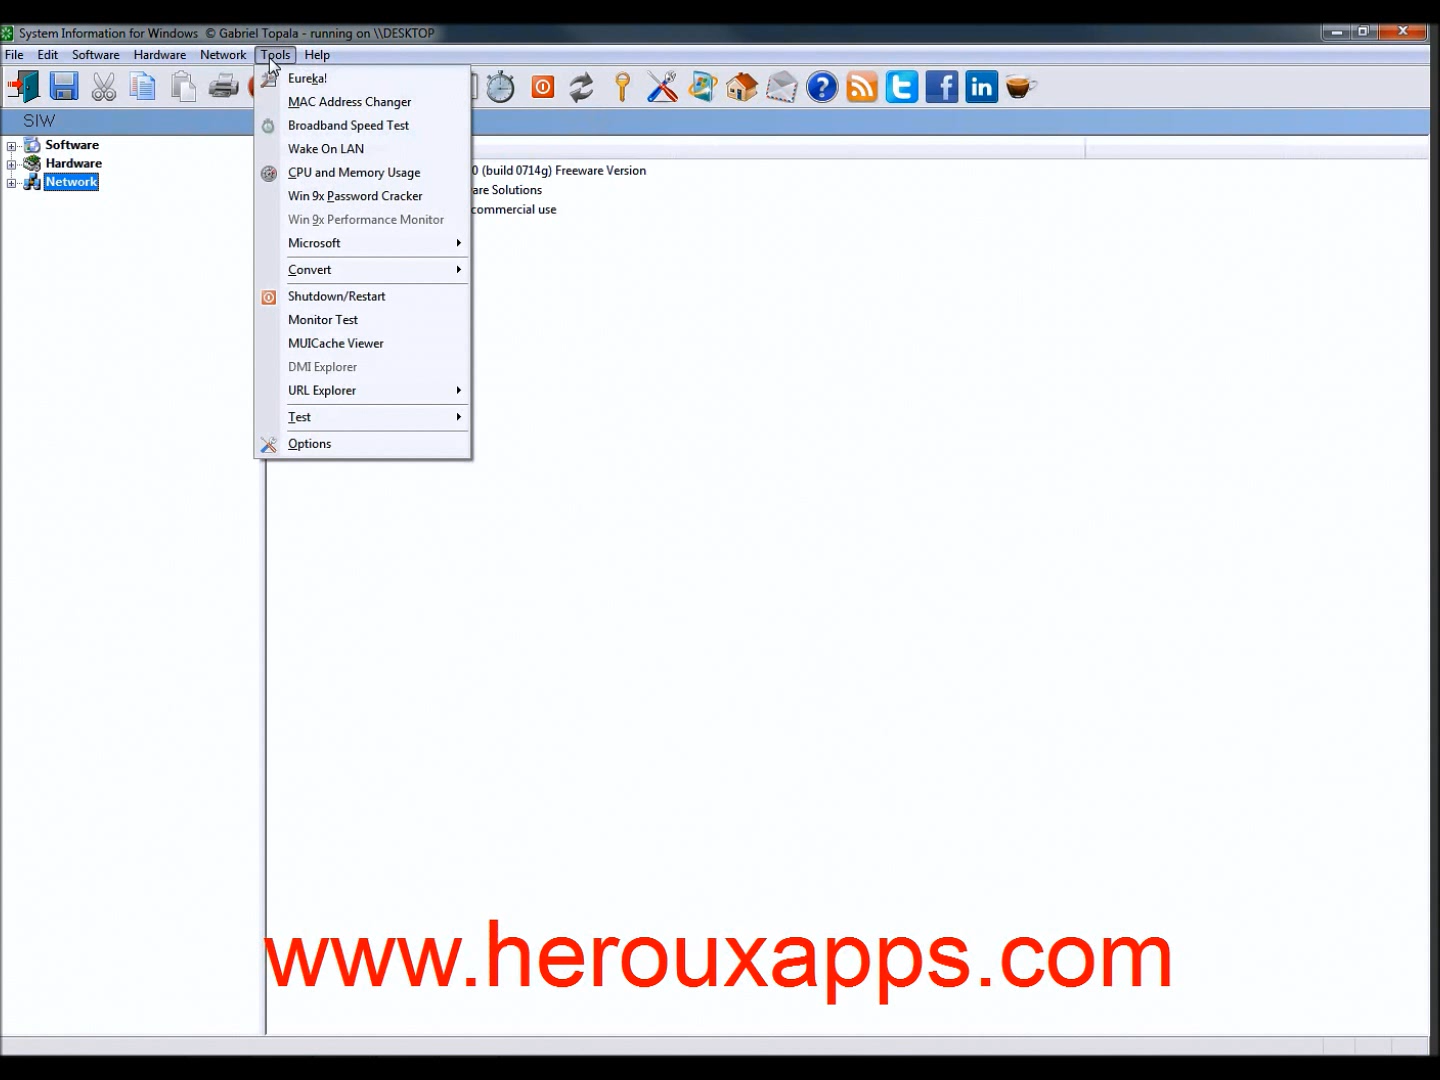 System Information for Windows © Gabriel Topala - running on \\DESKTOP
File Edit Software Hardware Network Tools Help
SIW
Software
Hardware
Network
Eureka!
MAC Address Changer
Broadband Speed Test
Wake On LAN
CPU and Memory Usage
Win 9x Password Cracker
Win 9x Performance Monitor
Microsoft
Convert
Shutdown/Restart
Monitor Test
MUICache Viewer
DMI Explorer
URL Explorer
Test
Options
0 (build 0714g) Freeware Version
are Solutions
commercial use
www.herouxapps.com